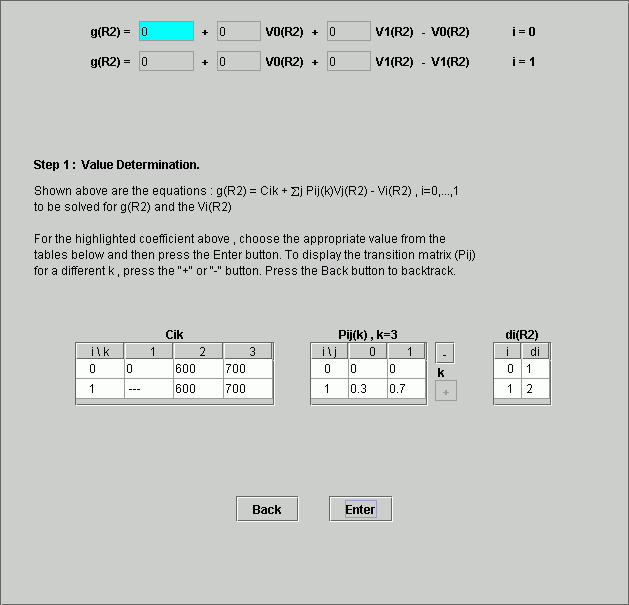 g(R2) = 0 + 0 V0(R2) + 0 V1(R2) - V0(R2) i = 0
g(R2) = 0 + 0 V0(R2) + 0 V1(R2) - V1(R2) i = 1
Step 1 : Value Determination.
Shown above are the equations : g(R2) = Cik + Σj Pij(k)Vj(R2) - Vi(R2) , i=0,...,1
to be solved for g(R2) and the Vi(R2)
For the highlighted coefficient above , choose the appropriate value from the
tables below and then press the Enter button. To display the transition matrix (Pij)
for a different k , press the "+" or "-" button. Press the Back button to backtrack.
Cik Pij(k) , k=3 di(R2)
i \ k 1 2 3 i \ j 0 1 - i di
0 0 600 700 0 0 0 k 0 1
1 --- 600 700 1 0.3 0.7 + 1 2
Back Enter